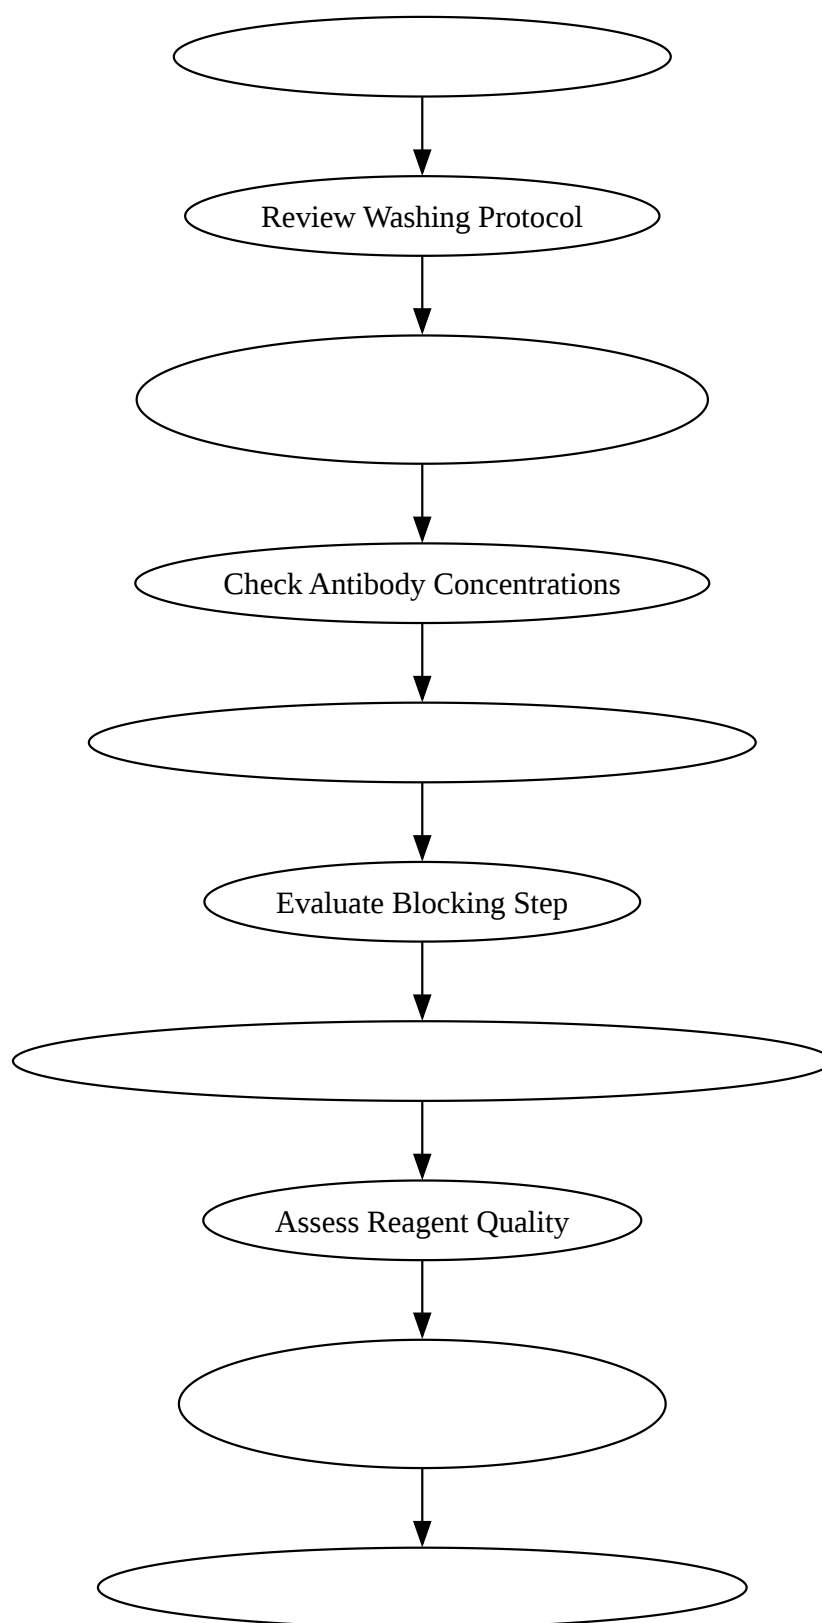 Review Washing Protocol
Check Antibody Concentrations
Evaluate Blocking Step
Assess Reagent Quality